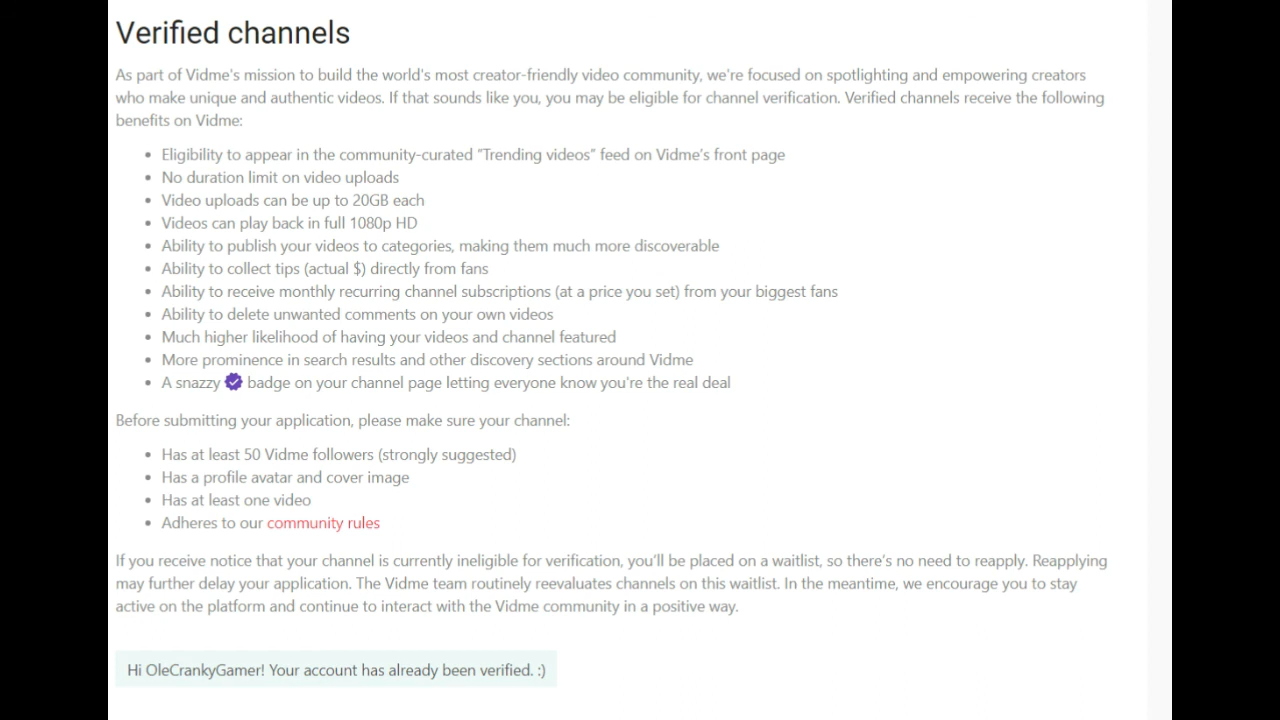 Verified channels
As part of Vidme's mission to build the world's most creator-friendly video community, we're focused on spotlighting and empowering creators
who make unique and authentic videos. If that sounds like you, you may be eligible for channel verification. Verified channels receive the following
benefits on Vidme:
• Eligibility to appear in the community-curated "Trending videos" feed on Vidme's front page
• No duration limit on video uploads
• Video uploads can be up to 20GB each
• Videos can play back in full 1080p HD
• Ability to publish your videos to categories, making them much more discoverable
• Ability to collect tips (actual $) directly from fans
• Ability to receive monthly recurring channel subscriptions (at a price you set) from your biggest fans
• Ability to delete unwanted comments on your own videos
• Much higher likelihood of having your videos and channel featured
• More prominence in search results and other discovery sections around Vidme
• A snazzy badge on your channel page letting everyone know you're the real deal
Before submitting your application, please make sure your channel:
• Has at least 50 Vidme followers (strongly suggested)
• Has a profile avatar and cover image
• Has at least one video
• Adheres to our community rules
If you receive notice that your channel is currently ineligible for verification, you'll be placed on a waitlist, so there's no need to reapply. Reapplying
may further delay your application. The Vidme team routinely reevaluates channels on this waitlist. In the meantime, we encourage you to stay
active on the platform and continue to interact with the Vidme community in a positive way.
Hi OleCrankyGamer! Your account has already been verified. :)